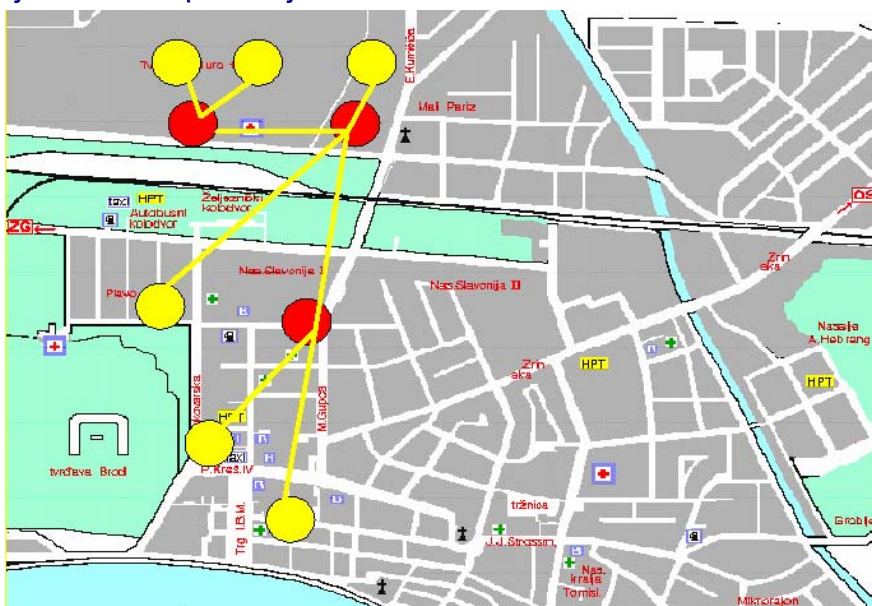 E.Kumičića
Mali Pariz
OS
taxi
HPT
Željeznički
kolodvor
Autobusni
kolodvor
ZG
Zrin
ska
Nas.Slavonija I
Nas.Slavonija II
Plavo
Naselje
A.Hebrang
Zrin
ska
HPT
HPT
M.Gupca
HPT
taxi
P.Kres.IV
tvrđava Brod
tržnica
Trg I.B.M.
J.J.Strossm.
Groblje
Nas.
kralja
Tomisl.
Mikrorajon